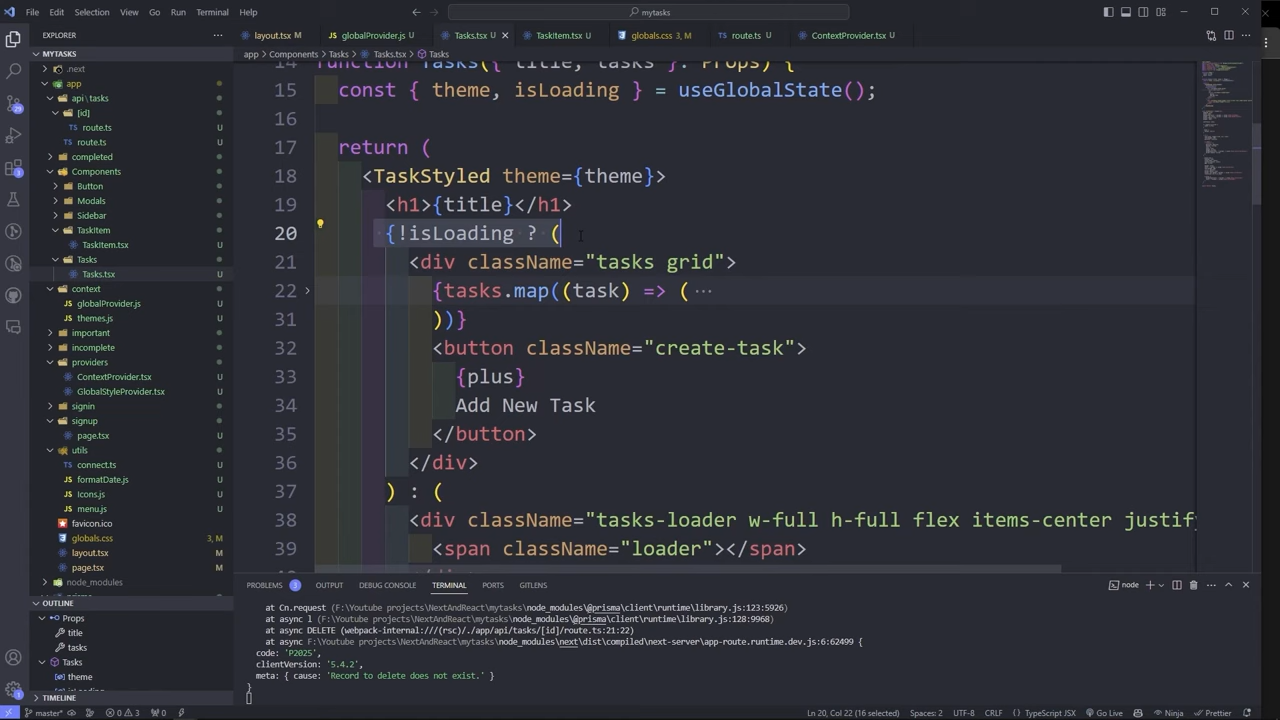 File Edit Selection View Go Run Terminal Help
mytasks
EXPLORER
layout.tsx M
globalProvider.js U
Tasks.tsx U
TaskItem.tsx U
globals.css 3, M
route.ts U
ContextProvider.tsx U
MYTASKS
app > Components > Tasks > Tasks.tsx > Tasks
.next
app
api\tasks
[id]
route.ts U
route.ts U
completed
Components
Button
Modals
Sidebar
TaskItem
TaskItem.tsx U
Tasks
Tasks.tsx U
context
globalProvider.js U
themes.js U
important
incomplete
providers
ContextProvider.tsx U
GlobalStyleProvider.tsx U
signin
signup
page.tsx U
utils
connect.ts U
formatDate.js U
Icons.js U
menu.js U
favicon.ico
globals.css 3, M
layout.tsx M
page.tsx M
node_modules
OUTLINE
Props
title
tasks
Tasks
theme
TIMELINE
14 function Tasks({ title, tasks }: Props) {
15 const { theme, isLoading } = useGlobalState();
16
17 return (
18 <TaskStyled theme={theme}>
19 <h1>{title}</h1>
20 {!isLoading ? (
21 <div className="tasks grid">
22 {tasks.map((task) => ( ...
31 ))}
32 <button className="create-task">
33 {plus}
34 Add New Task
35 </button>
36 </div>
37 ) : (
38 <div className="tasks-loader w-full h-full flex items-center justify
39 <span className="loader"></span>
PROBLEMS 3 OUTPUT DEBUG CONSOLE TERMINAL PORTS GITLENS
node
at Cn.request (F:\Youtube projects\NextAndReact\mytasks\node_modules\@prisma\client\runtime\library.js:123:5926)
at async l (F:\Youtube projects\NextAndReact\mytasks\node_modules\@prisma\client\runtime\library.js:128:9968)
at async DELETE (webpack-internal:///(rsc)/./app/api/tasks/[id]/route.ts:21:22)
at async F:\Youtube projects\NextAndReact\mytasks\node_modules\next\dist\compiled\next-server\app-route.runtime.dev.js:6:62499 {
code: 'P2025',
clientVersion: '5.4.2',
meta: { cause: 'Record to delete does not exist.' }
}
master* 0 3 0 Ln 20, Col 22 (16 selected) Spaces: 2 UTF-8 CRLF TypeScript JSX Go Live Ninja Prettier